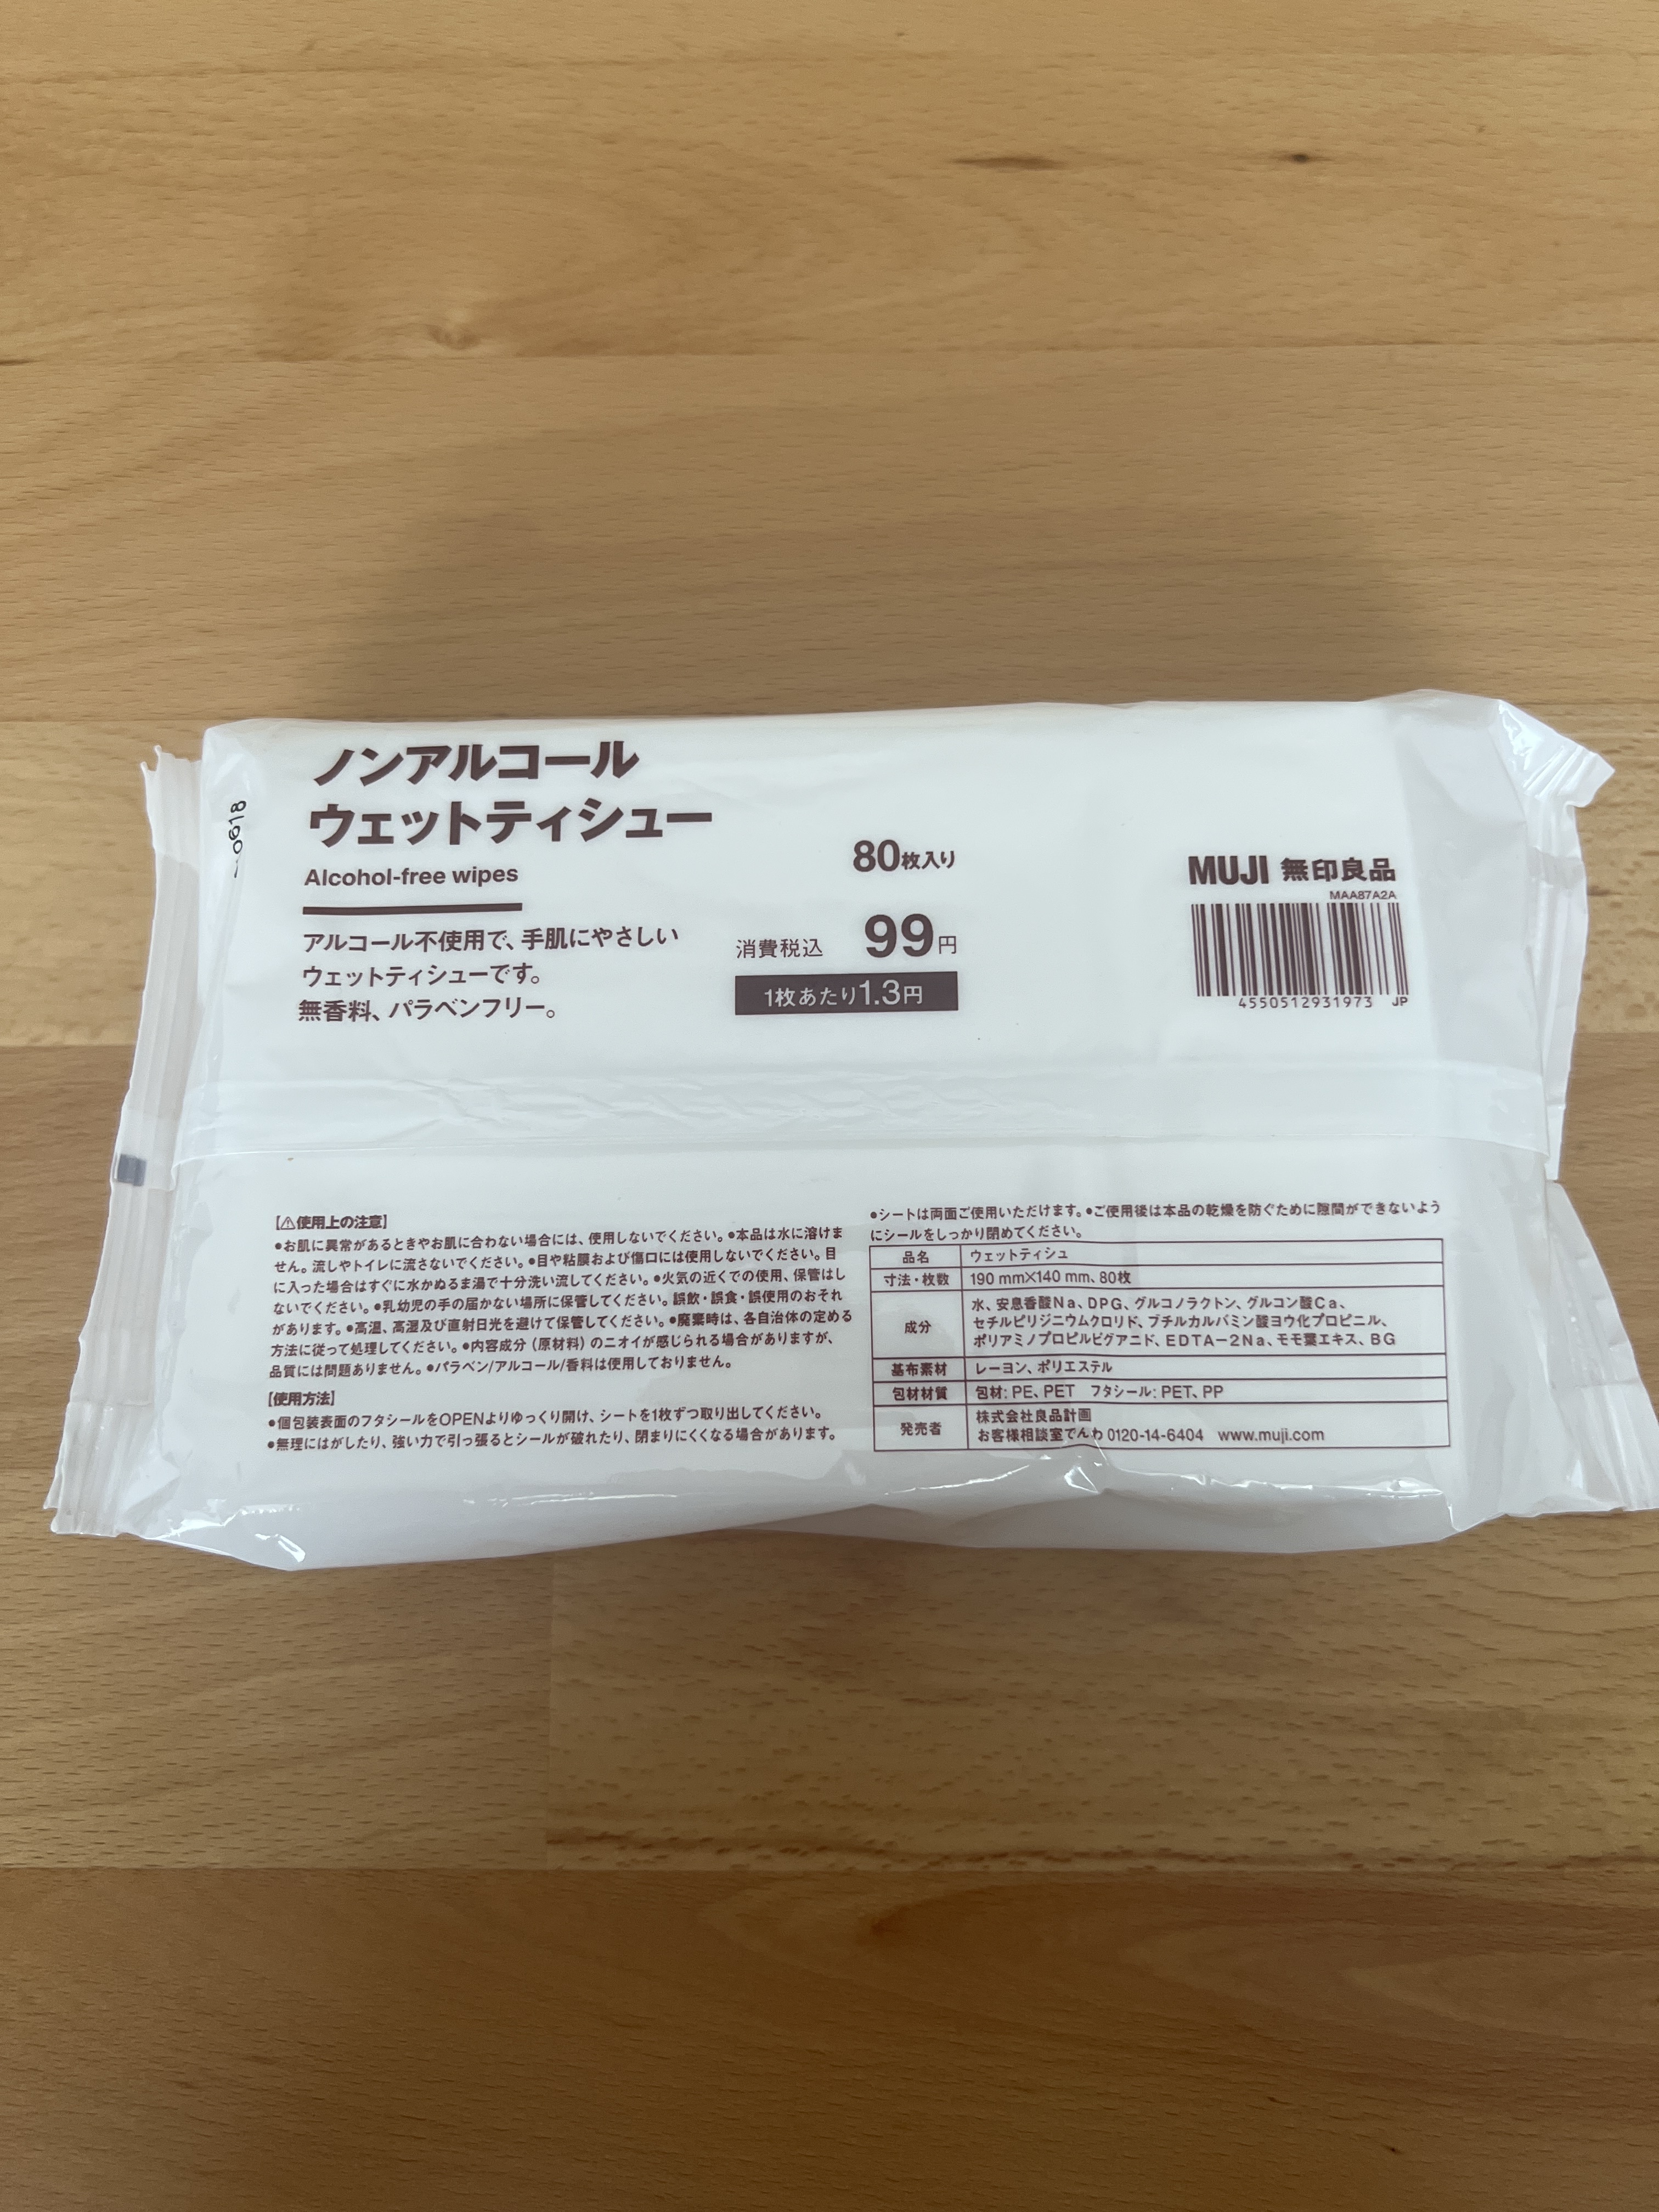 ノンアルコール
ウェットティシュー
Alcohol-free wipes
アルコール不使用で、手肌にやさしい
ウェットティシューです。
無香料、パラベンフリー。
80枚入り
消費税込 99円
1枚あたり1.3円
MUJI 無印良品
MAA87A2A
4550512931973 JP
【⚠使用上の注意】
●お肌に異常があるときやお肌に合わない場合には、使用しないでください。●本品は水に溶けま
せん。流しやトイレに流さないでください。●目や粘膜および傷口には使用しないでください。目
に入った場合はすぐに水かぬるま湯で十分洗い流してください。●火気の近くでの使用、保管はし
ないでください。●乳幼児の手の届かない場所に保管してください。誤飲・誤食・誤使用のおそれ
があります。●高温、高湿及び直射日光を避けて保管してください。●廃棄時は、各自治体の定める
方法に従って処理してください。●内容成分（原材料）のニオイが感じられる場合がありますが、
品質には問題ありません。●パラベン/アルコール/香料は使用しておりません。
【使用方法】
●個包装表面のフタシールをOPENよりゆっくり開け、シートを1枚ずつ取り出してください。
●無理にはがしたり、強い力で引っ張るとシールが破れたり、閉まりにくくなる場合があります。
●シートは両面ご使用いただけます。●ご使用後は本品の乾燥を防ぐために隙間ができないよう
にシールをしっかり閉めてください。
品名 ウェットティシュ
寸法・枚数 190 mm×140 mm、80枚
成分 水、安息香酸Na、DPG、グルコノラクトン、グルコン酸Ca、
セチルピリジニウムクロリド、ブチルカルバミン酸ヨウ化プロピニル、
ポリアミノプロピルビグアニド、EDTA－2Na、モモ葉エキス、BG
基布素材 レーヨン、ポリエステル
包材材質 包材：PE、PET フタシール：PET、PP
発売者 株式会社良品計画
お客様相談室でんわ 0120-14-6404 www.muji.com